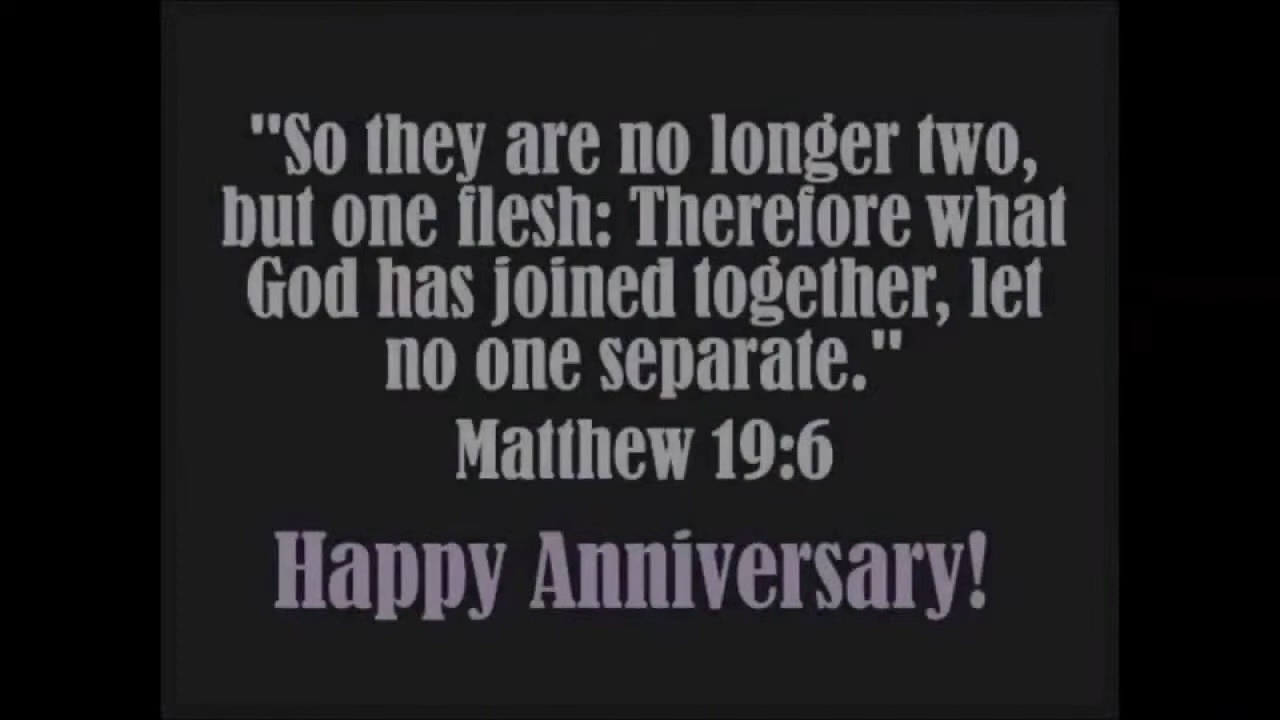 "So they are no longer two,
but one flesh: Therefore what
God has joined together, let
no one separate."
Matthew 19:6
Happy Anniversary!